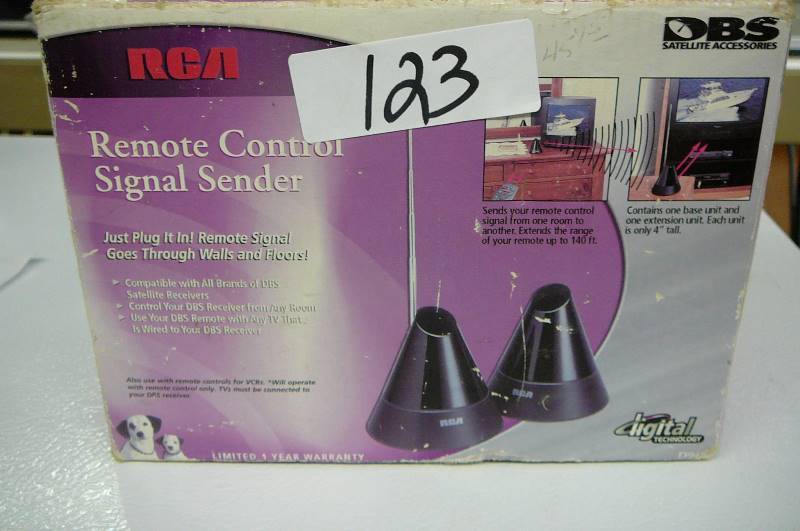 RCA
123
DBS
SATELLITE ACCESSORIES
Remote Control
Signal Sender
Just Plug It In! Remote Signal
Goes Through Walls and Floors!
► Compatible with All Brands of DBS
Satellite Receivers
► Control Your DBS Receiver from Any Room
► Use Your DBS Remote with Any TV That
Is Wired to Your DBS Receiver
Also use with remote controls for VCRs. *Will operate
with remote control only. TVs must be connected to
your DBS receiver.
LIMITED 1 YEAR WARRANTY
Sends your remote control
signal from one room to
another. Extends the range
of your remote up to 140 ft.
Contains one base unit and
one extension unit. Each unit
is only 4" tall.
RCA
RCA
digital
TECHNOLOGY